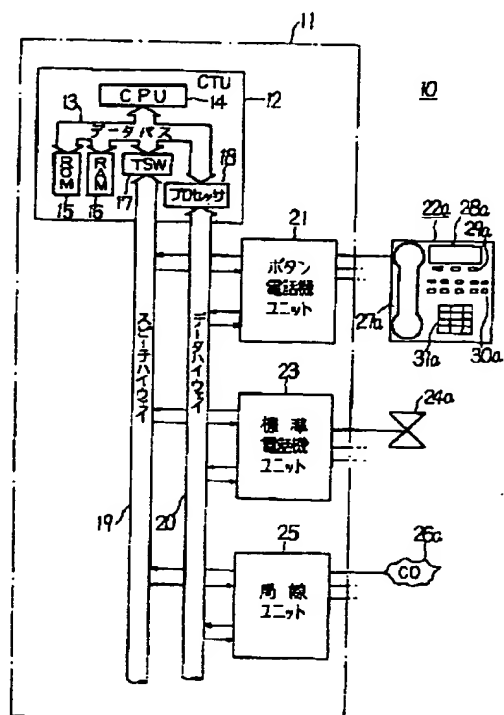 11
10
CTU
CPU
14
12
13
データバス
ROM
RAM
TSW
プロセッサ
18
15
16
17
21
ボタン
電話機
ユニット
22a
28a
29a
27a
30a
31a
スピーチハイウェイ
データハイウェイ
23
標準
電話機
ユニット
24a
19
20
25
局線
ユニット
26a
CO